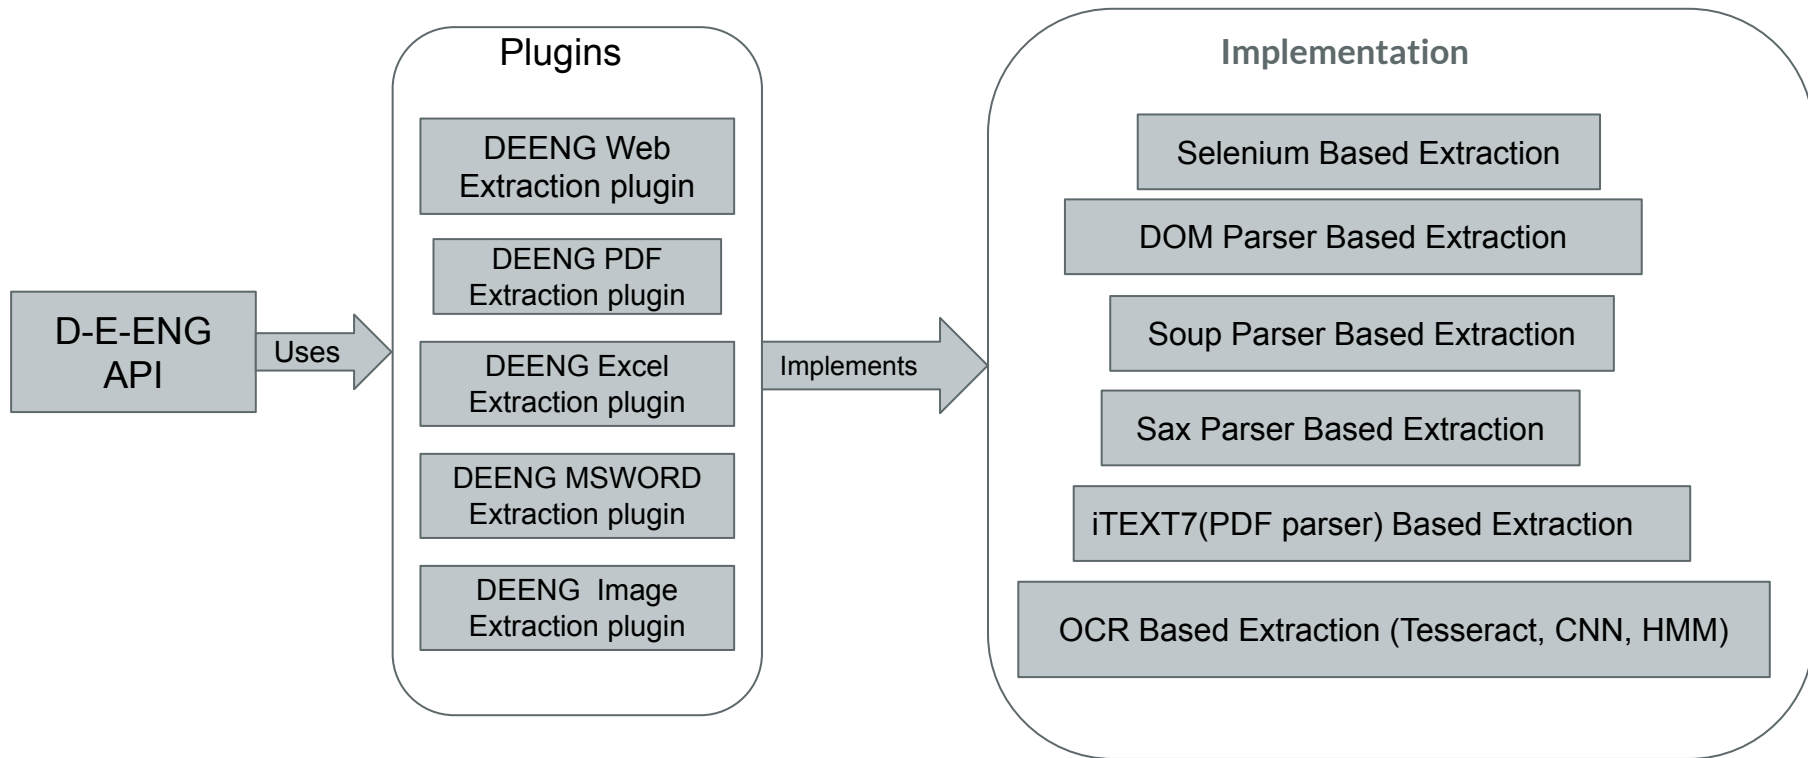 D-E-ENG
API
Uses
Plugins
DEENG Web
Extraction plugin
DEENG PDF
Extraction plugin
DEENG Excel
Extraction plugin
DEENG MSWORD
Extraction plugin
DEENG  Image
Extraction plugin
Implements
Implementation
Selenium Based Extraction
DOM Parser Based Extraction
Soup Parser Based Extraction
Sax Parser Based Extraction
iTEXT7(PDF parser) Based Extraction
OCR Based Extraction (Tesseract, CNN, HMM)